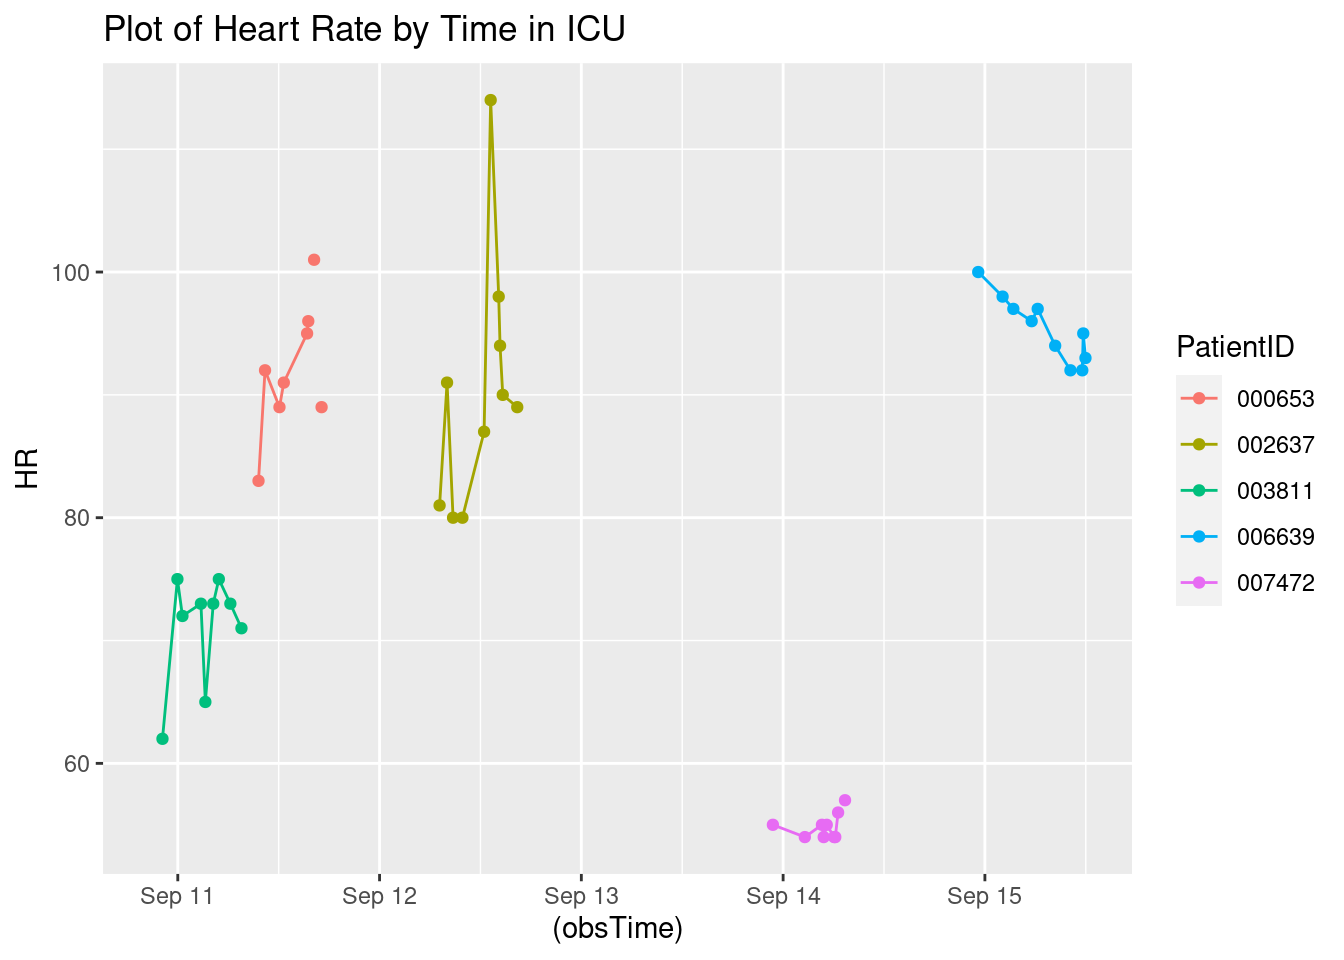 Plot of Heart Rate by Time in ICU
100
80
60
HR
Sep 11
Sep 12
Sep 13
Sep 14
Sep 15
(obsTime)
PatientID
000653
002637
003811
006639
007472